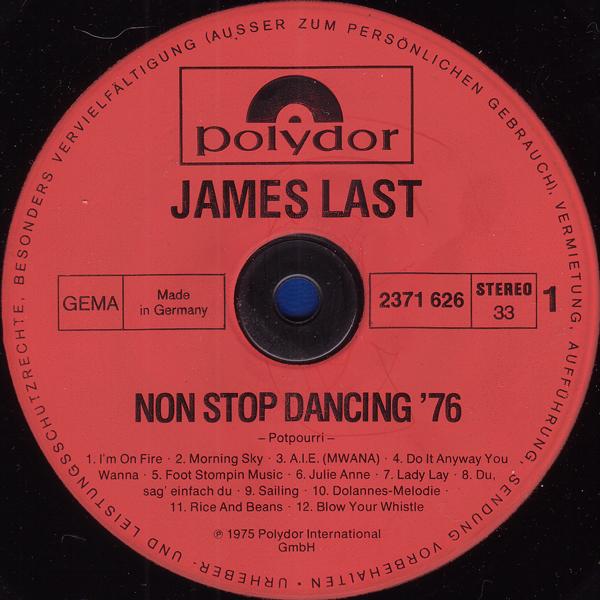 BESONDERS VERVIELFÄLTIGUNG (AUSSER ZUM PERSÖNLICHEN GEBRAUCH), VERMIETUNG, AUFFÜHRUNG, SENDUNG VORBEHALTEN · URHEBER- UND LEISTUNGSSCHUTZRECHTE,
polydor
JAMES LAST
GEMA
Made
in Germany
2371 626
STEREO
33
1
NON STOP DANCING '76
– Potpourri –
1. I'm On Fire · 2. Morning Sky · 3. A.I.E. (MWANA) · 4. Do It Anyway You
Wanna · 5. Foot Stompin Music · 6. Julie Anne · 7. Lady Lay · 8. Du,
sag' einfach du · 9. Sailing · 10. Dolannes-Melodie ·
11. Rice And Beans · 12. Blow Your Whistle
℗ 1975 Polydor International
GmbH